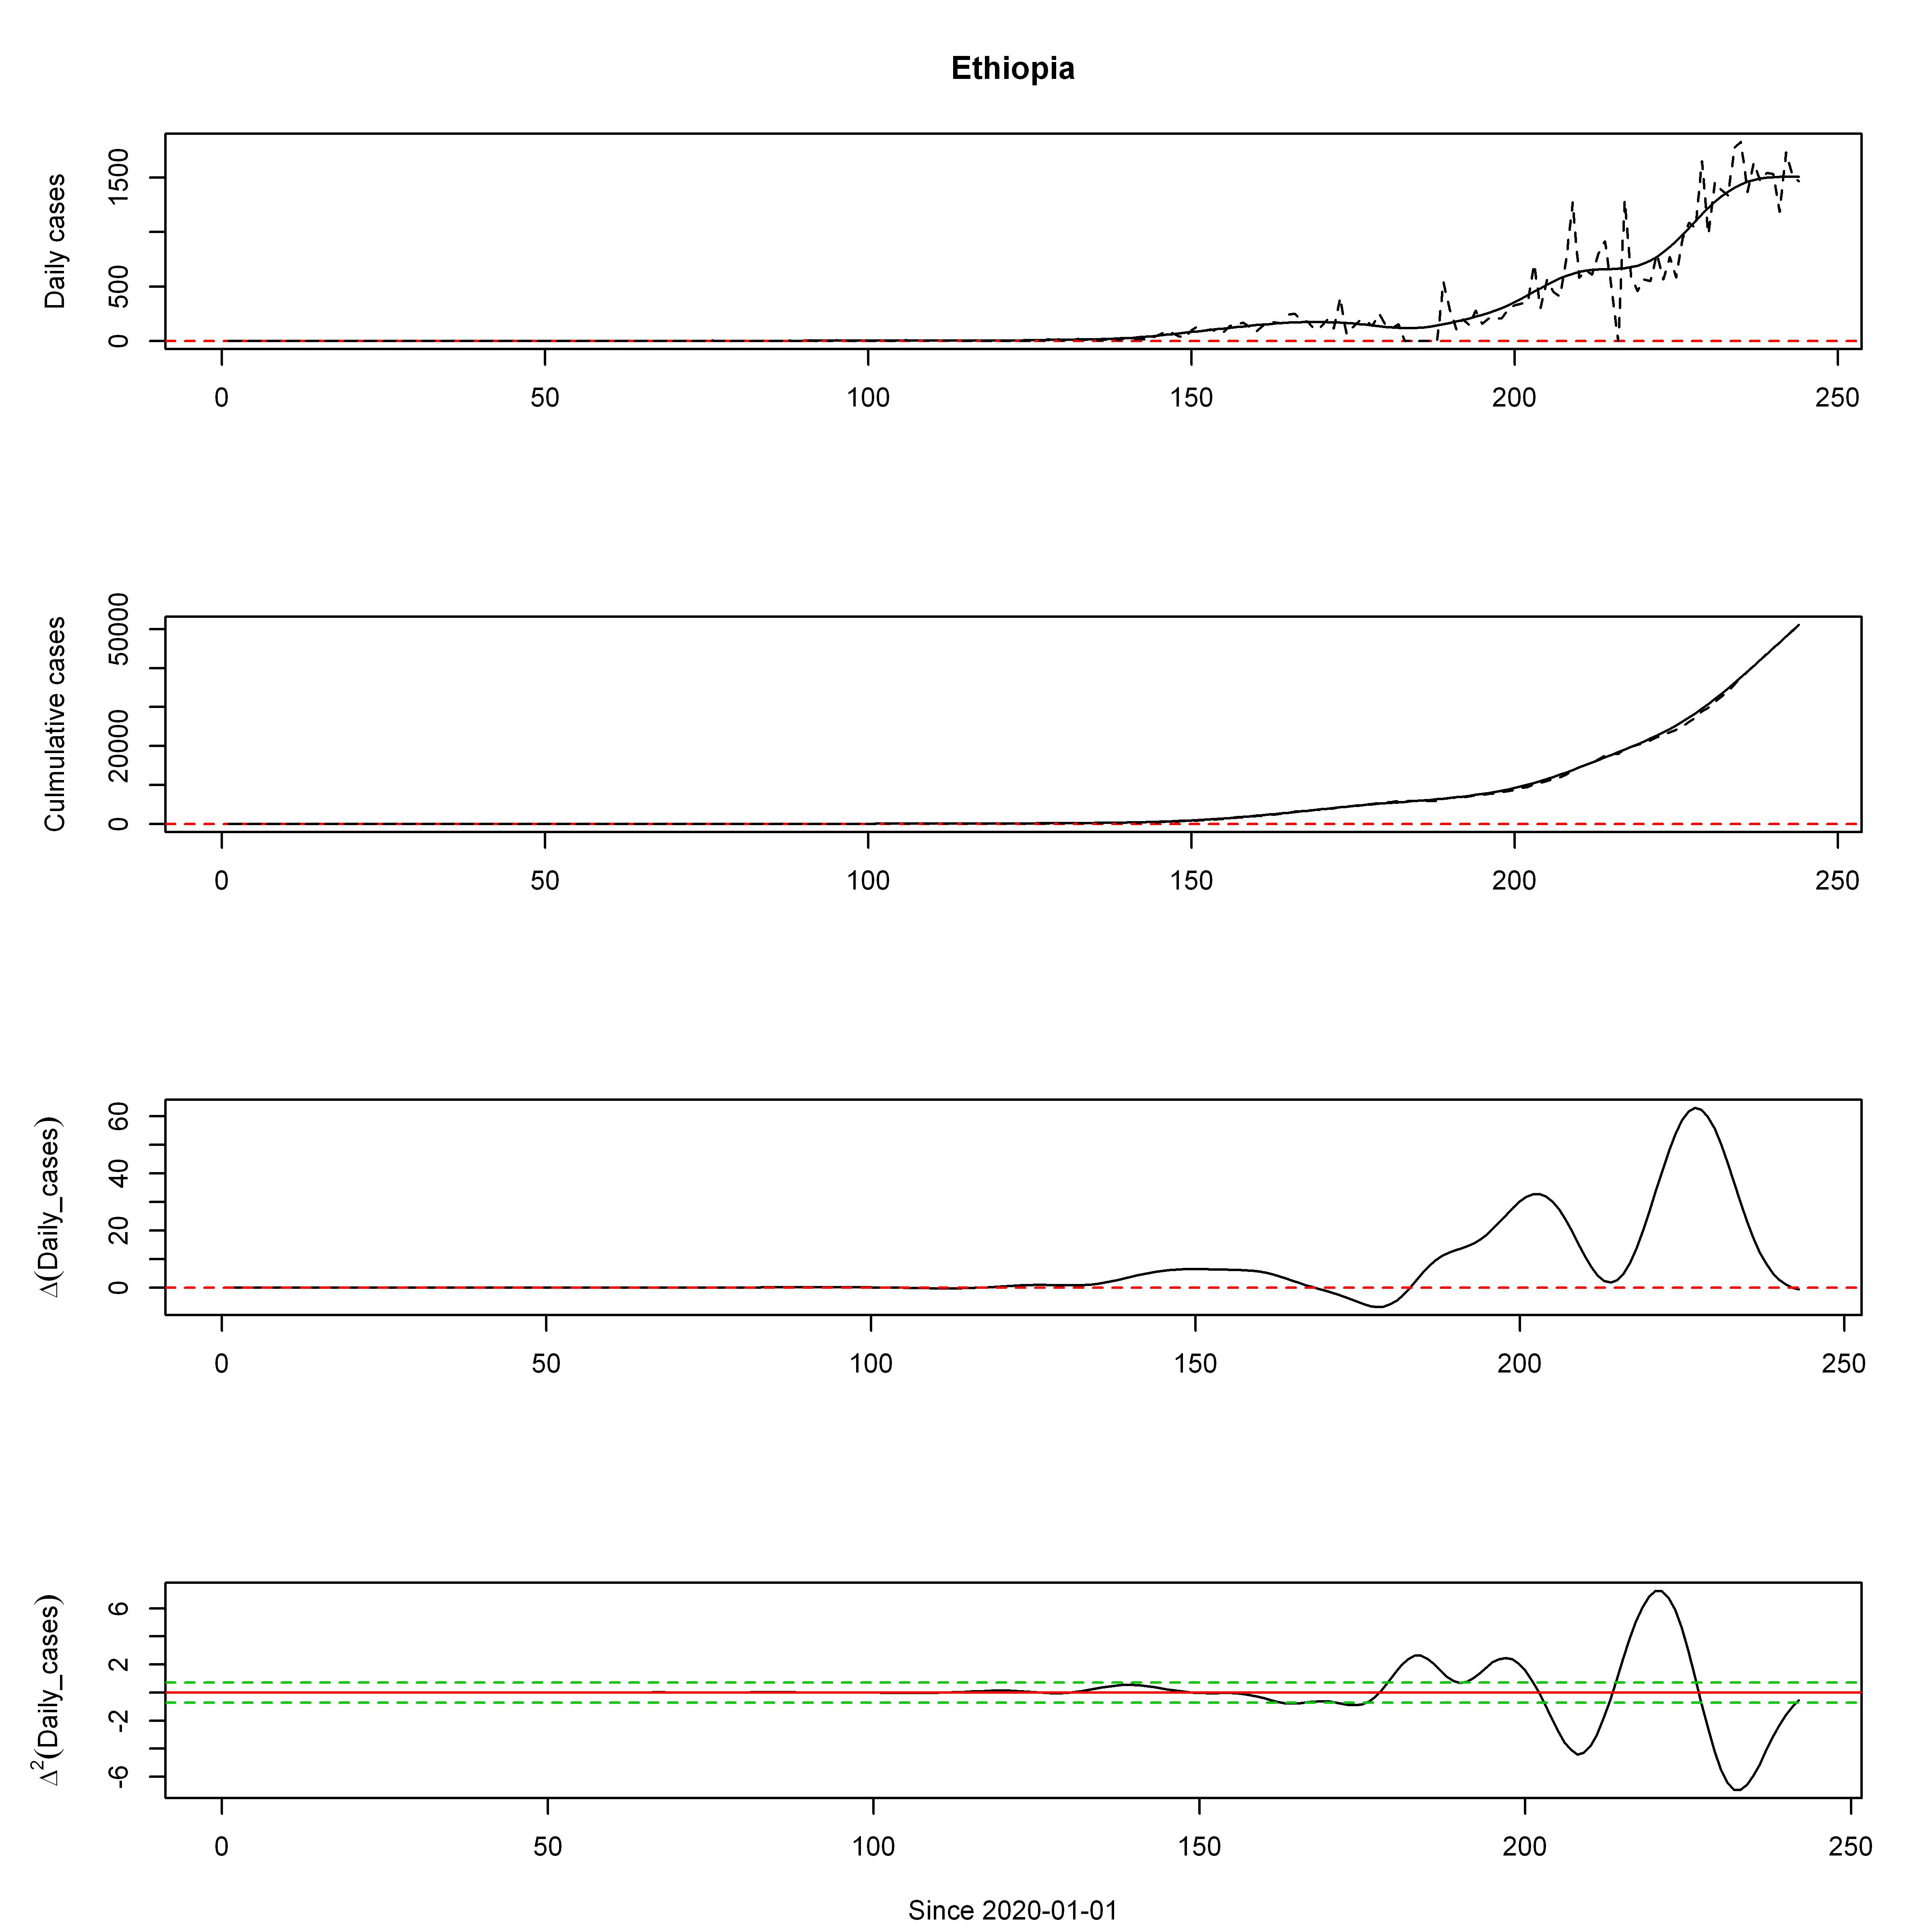 Ethiopia
Daily cases
0 500 1500
0 50 100 150 200 250
Culmulative cases
0 20000 50000
0 50 100 150 200 250
Δ(Daily_cases)
0 20 40 60
0 50 100 150 200 250
Δ²(Daily_cases)
-6 -2 2 6
0 50 100 150 200 250
Since 2020-01-01